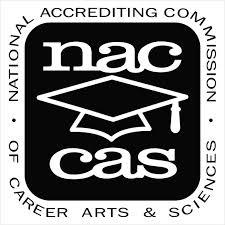 · NATIONAL ACCREDITING COMMISSION ·
nac
cas
OF CAREER ARTS & SCIENCES